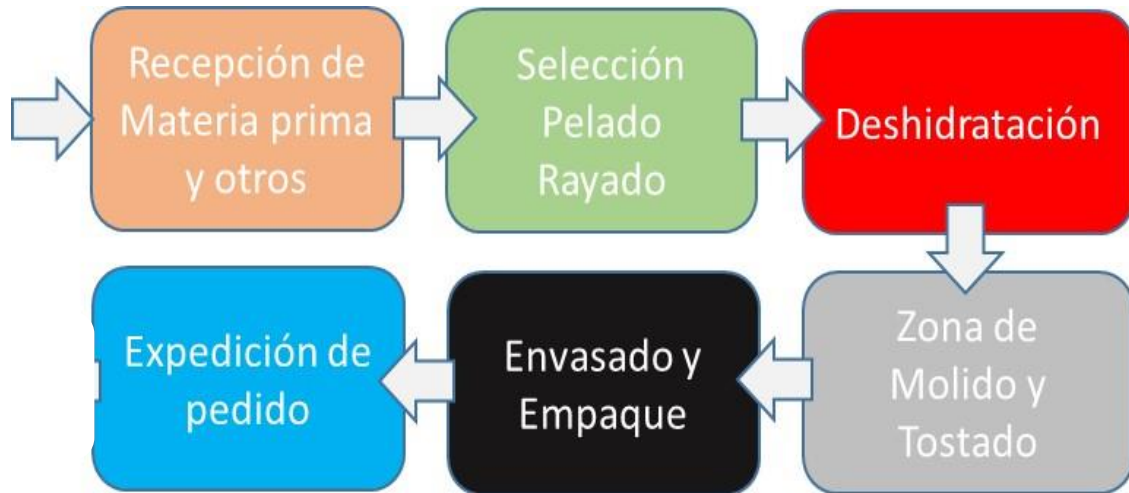 Recepción de
Materia prima
y otros
Selección
Pelado
Rayado
Deshidratación
Zona de
Molido y
Tostado
Envasado y
Empaque
Expedición de
pedido